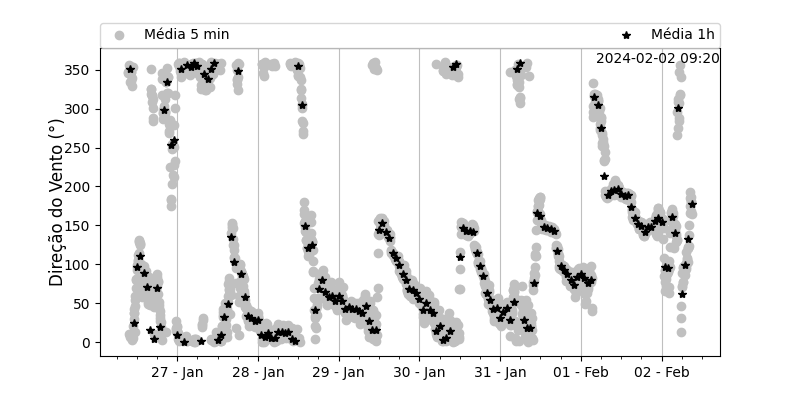 Média 5 min
Média 1h
2024-02-02 09:20
Direção do Vento (°)
350
300
250
200
150
100
50
0
27 - Jan
28 - Jan
29 - Jan
30 - Jan
31 - Jan
01 - Feb
02 - Feb